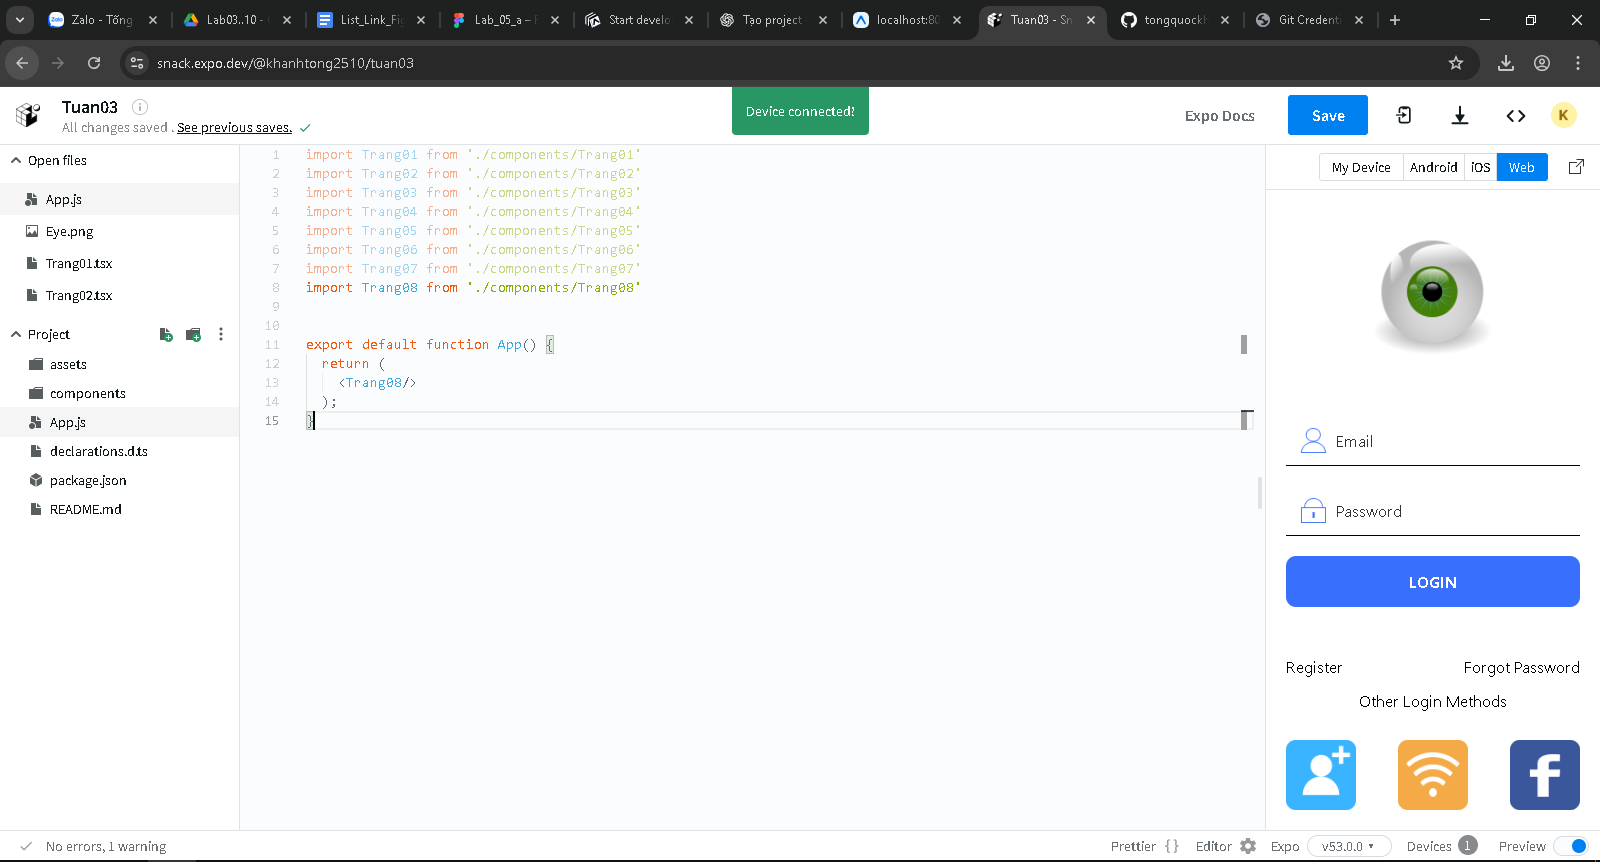 Zalo - Tổng
Lab03..10 -
List_Link_Fi
Lab_05_a –
Start develo
Tạo project
localhost:80
Tuan03 - Sn
tongquockh
Git Credenti
snack.expo.dev/@khanhtong2510/tuan03
Tuan03
All changes saved . See previous saves.
Device connected!
Expo Docs
Save
K
Open files
App.js
Eye.png
Trang01.tsx
Trang02.tsx
Project
assets
components
App.js
declarations.d.ts
package.json
README.md
1 import Trang01 from './components/Trang01'
2 import Trang02 from './components/Trang02'
3 import Trang03 from './components/Trang03'
4 import Trang04 from './components/Trang04'
5 import Trang05 from './components/Trang05'
6 import Trang06 from './components/Trang06'
7 import Trang07 from './components/Trang07'
8 import Trang08 from './components/Trang08'
9
10
11 export default function App() {
12 return (
13 <Trang08/>
14 );
15 }
My Device
Android
iOS
Web
Email
Password
LOGIN
Register
Forgot Password
Other Login Methods
No errors, 1 warning
Prettier { }
Editor
Expo
v53.0.0
Devices 1
Preview